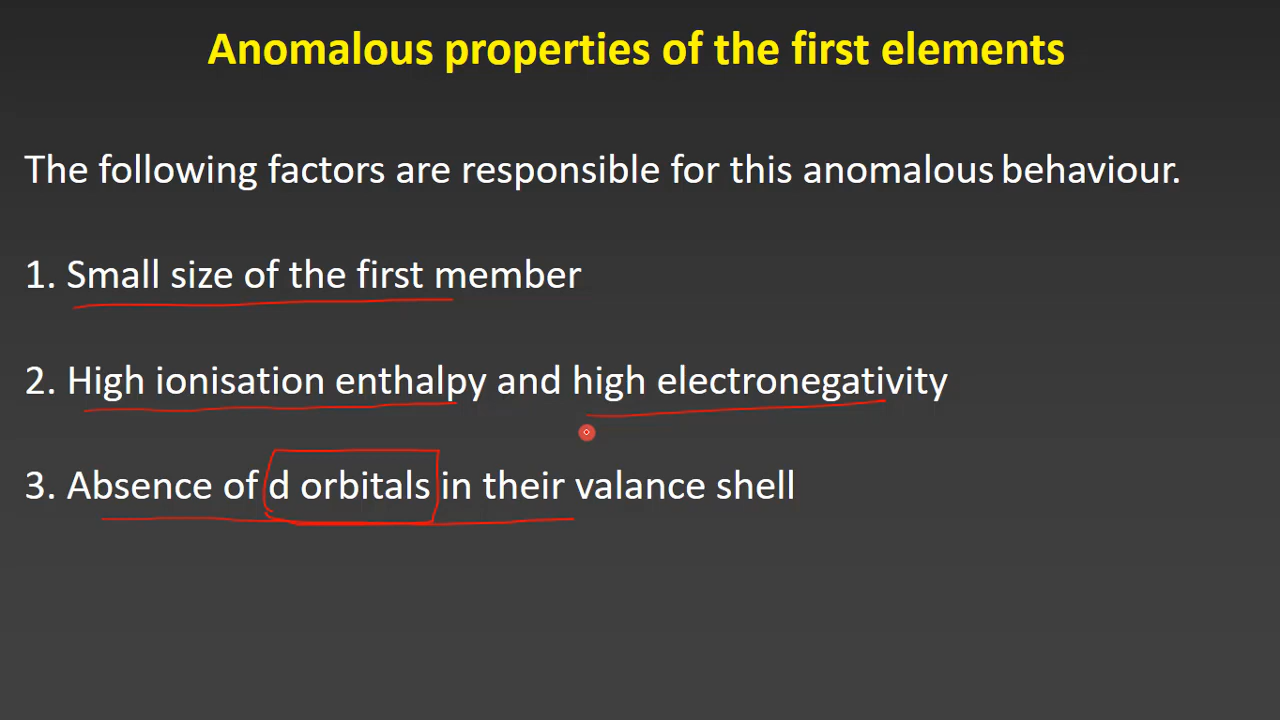 Anomalous properties of the first elements
The following factors are responsible for this anomalous behaviour.
1. Small size of the first member
2. High ionisation enthalpy and high electronegativity
3. Absence of d orbitals in their valance shell